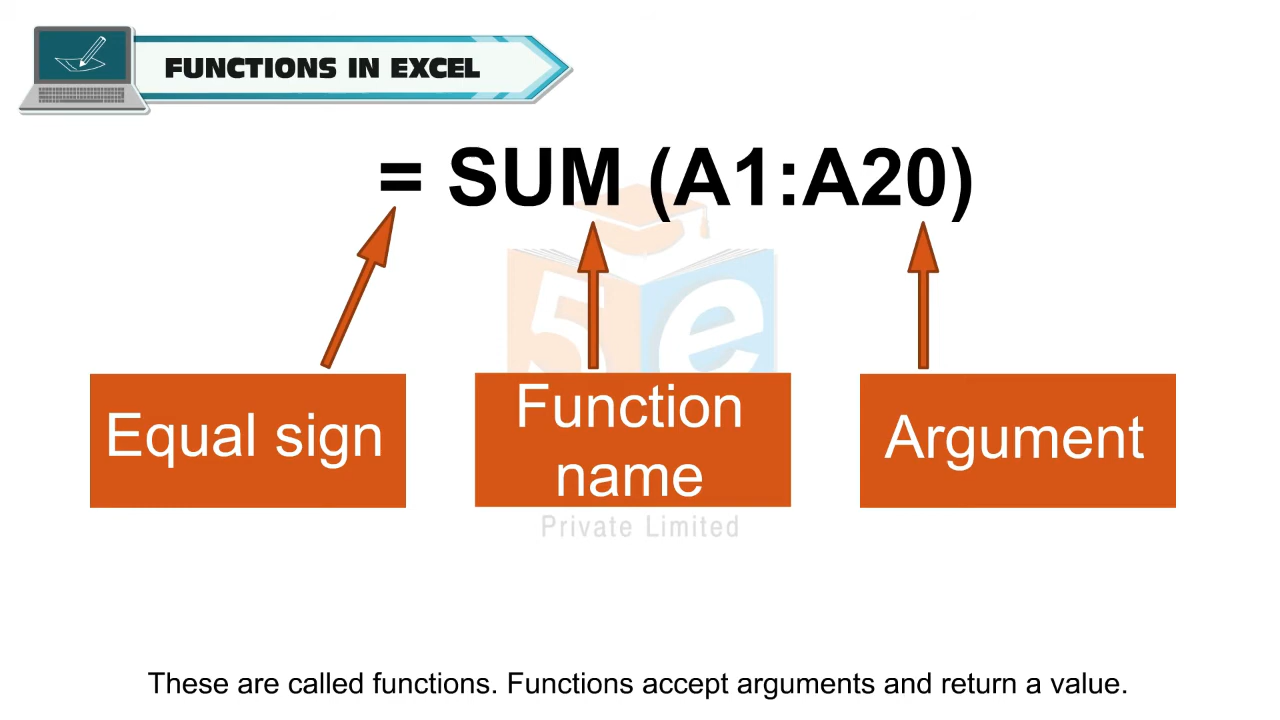 FUNCTIONS IN EXCEL
= SUM (A1:A20)
5e
Equal sign
Function
name
Argument
Private Limited
These are called functions. Functions accept arguments and return a value.